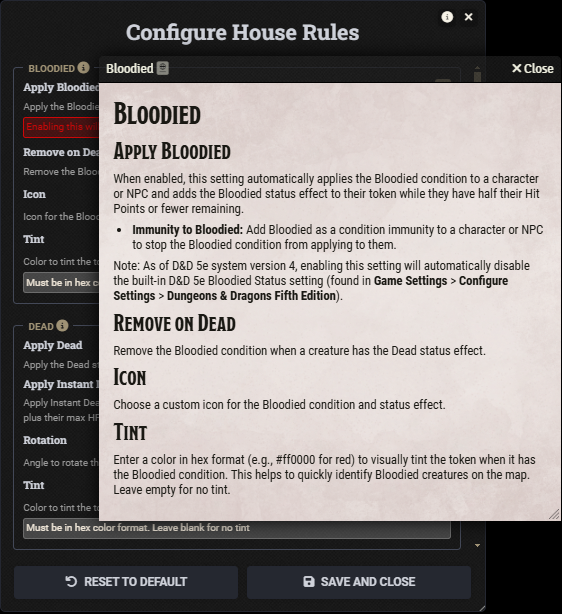 Configure House Rules
BLOODIED
Apply Bloodied
Apply the Bloodie
Enabling this wil
Remove on Dea
Remove the Bloo
Icon
Icon for the Bloo
Tint
Color to tint the to
Must be in hex c
DEAD
Apply Dead
Apply the Dead st
Apply Instant
Apply Instant Dea
plus their max HP
Rotation
Angle to rotate th
Tint
Color to tint the to
Must be in hex color format. Leave blank for no tint
RESET TO DEFAULT
SAVE AND CLOSE
Bloodied
Close
BLOODIED
APPLY BLOODIED
When enabled, this setting automatically applies the Bloodied condition to a character
or NPC and adds the Bloodied status effect to their token while they have half their Hit
Points or fewer remaining.
• Immunity to Bloodied: Add Bloodied as a condition immunity to a character or NPC
to stop the Bloodied condition from applying to them.
Note: As of D&D 5e system version 4, enabling this setting will automatically disable
the built-in D&D 5e Bloodied Status setting (found in Game Settings > Configure
Settings > Dungeons & Dragons Fifth Edition).
REMOVE ON DEAD
Remove the Bloodied condition when a creature has the Dead status effect.
ICON
Choose a custom icon for the Bloodied condition and status effect.
TINT
Enter a color in hex format (e.g., #ff0000 for red) to visually tint the token when it has
the Bloodied condition. This helps to quickly identify Bloodied creatures on the map.
Leave empty for no tint.